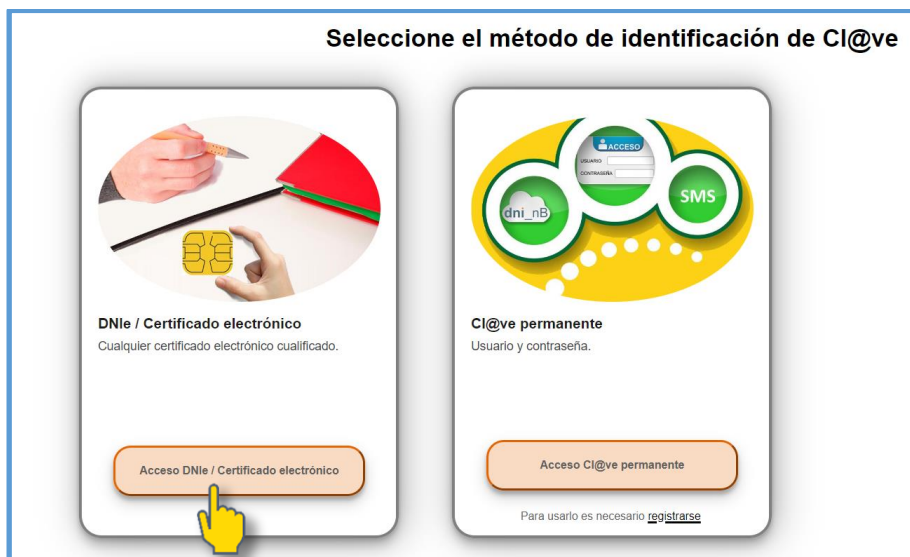 Seleccione el método de identificación de Cl@ve
DNIe / Certificado electrónico
Cualquier certificado electrónico cualificado.
Acceso DNIe / Certificado electrónico
ACCESO
USUARIO
CONTRASEÑA
dni_nB
SMS
Cl@ve permanente
Usuario y contraseña.
Acceso Cl@ve permanente
Para usarlo es necesario registrarse